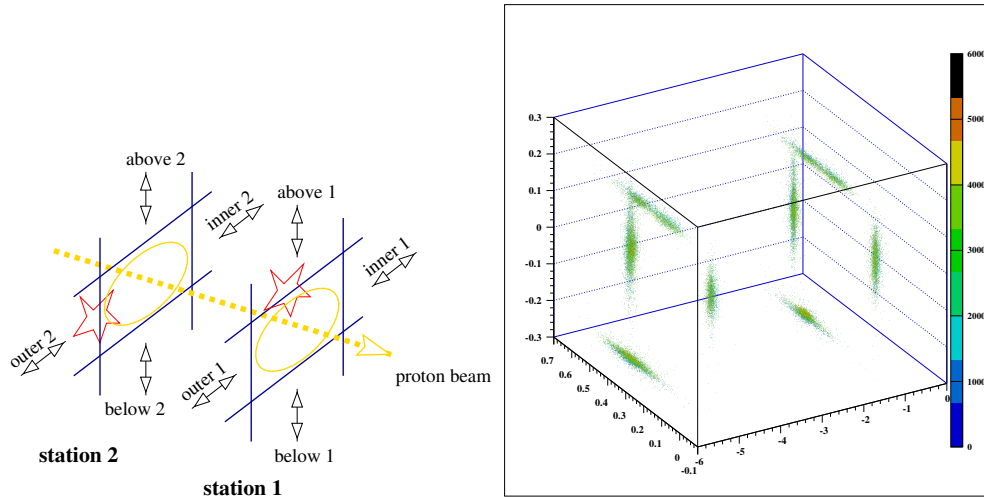 above 2
inner 2
above 1
inner 1
outer 2
outer 1
proton beam
below 2
below 1
station 2
station 1
0.3
0.2
0.1
0
-0.1
-0.2
-0.3
0.7
0.6
0.5
0.4
0.3
0.2
0.1
0
-0.1
-6
-5
-4
-3
-2
-1
0
6000
5000
4000
3000
2000
1000
0